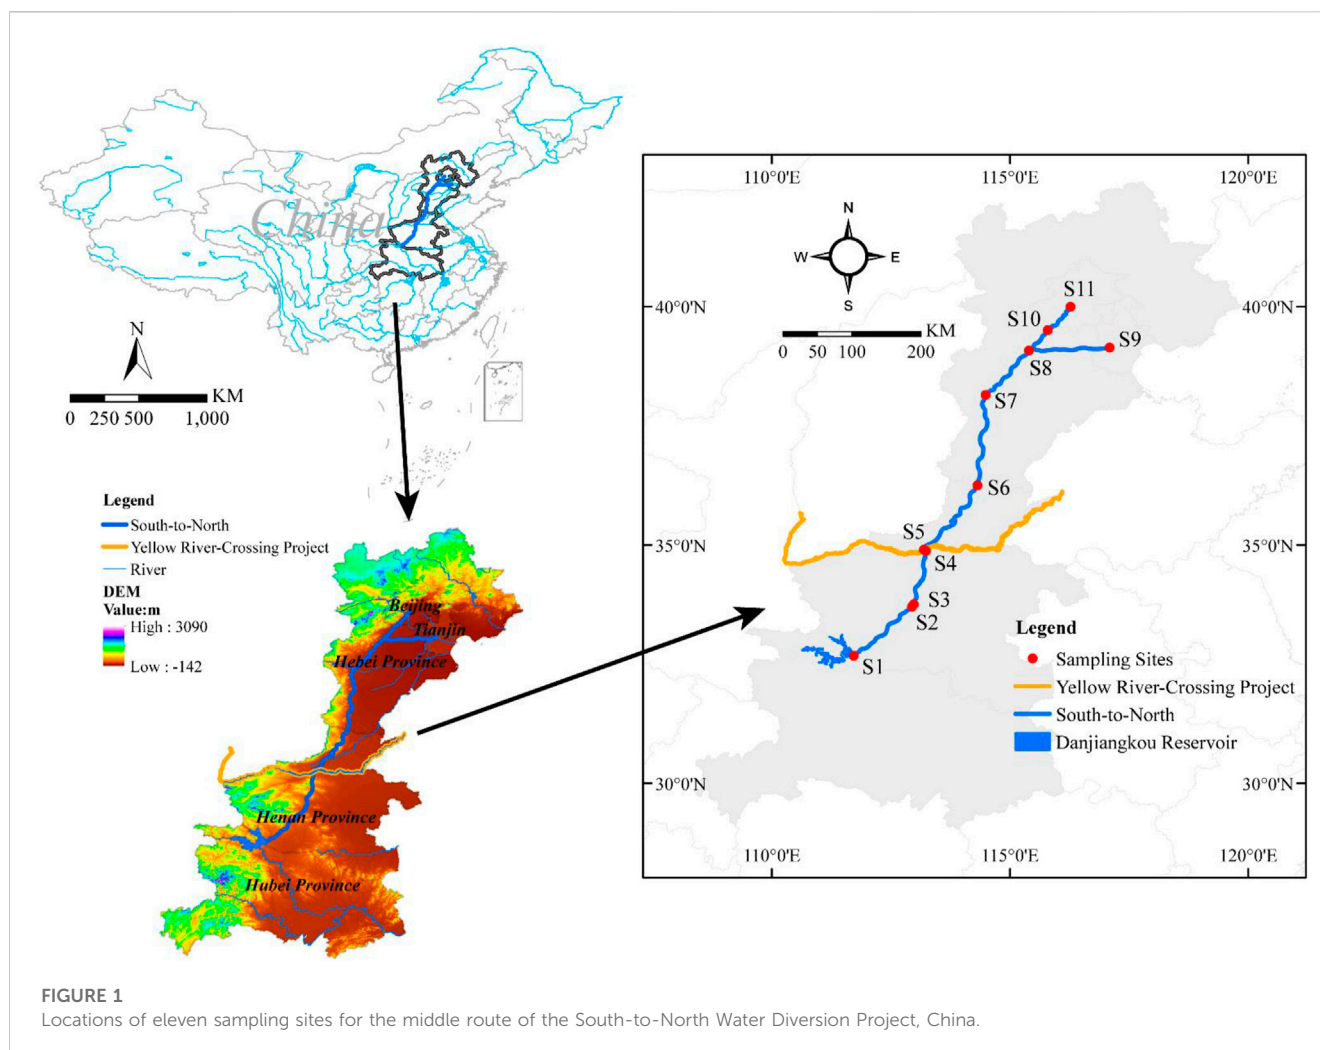 China
N
KM
0 250 500 1,000
Legend
South-to-North
Yellow River-Crossing Project
River
DEM
Value:m
High : 3090
Low : -142
Beijing
Tianjin
Hebei Province
Henan Province
Hubei Province
110°0'E 115°0'E 120°0'E
N
W E
S
KM
0 50 100 200
40°0'N
35°0'N
30°0'N
S11
S10
S9
S8
S7
S6
S5
S4
S3
S2
S1
Legend
Sampling Sites
Yellow River-Crossing Project
South-to-North
Danjiangkou Reservoir
40°0'N
35°0'N
30°0'N
110°0'E 115°0'E 120°0'E
FIGURE 1
Locations of eleven sampling sites for the middle route of the South-to-North Water Diversion Project, China.